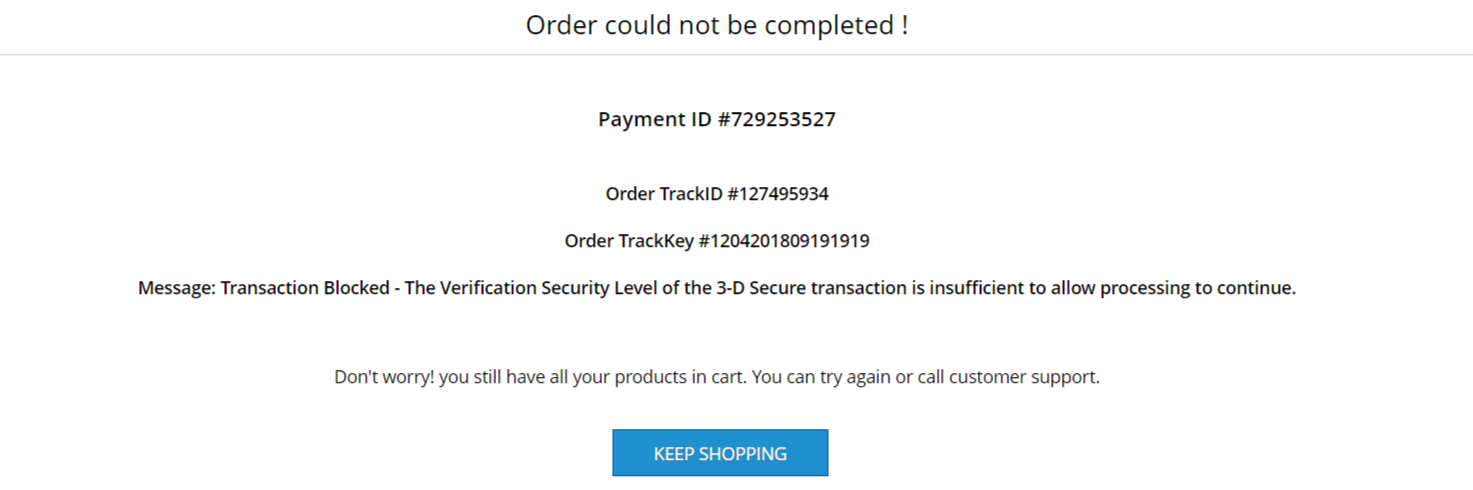 Order could not be completed !
Payment ID #729253527
Order TrackID #127495934
Order TrackKey #1204201809191919
Message: Transaction Blocked - The Verification Security Level of the 3-D Secure transaction is insufficient to allow processing to continue.
Don't worry! you still have all your products in cart. You can try again or call customer support.
KEEP SHOPPING